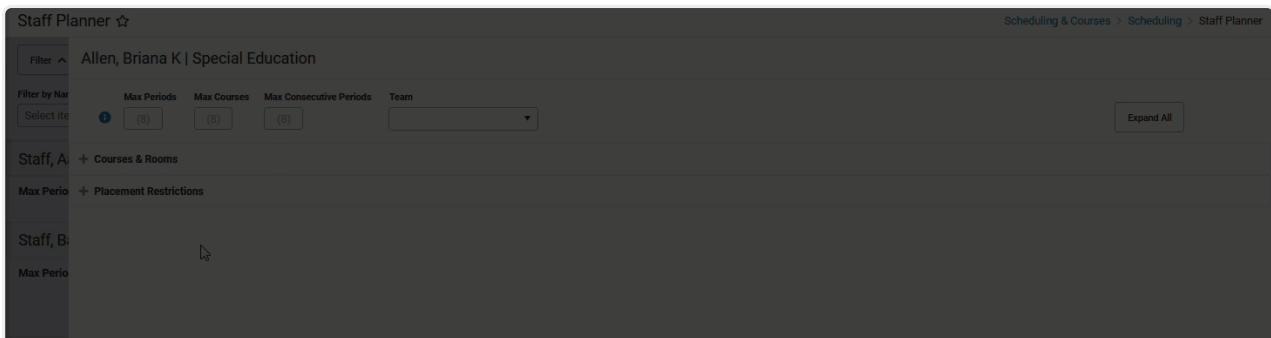 Staff Planner
Scheduling & Courses > Scheduling > Staff Planner
Filter
Allen, Briana K | Special Education
Filter by Nar
Max Periods Max Courses Max Consecutive Periods Team
Select ite
(8) (8) (8)
Expand All
Staff, A
+ Courses & Rooms
Max Perio
+ Placement Restrictions
Staff, Ba
Max Perio